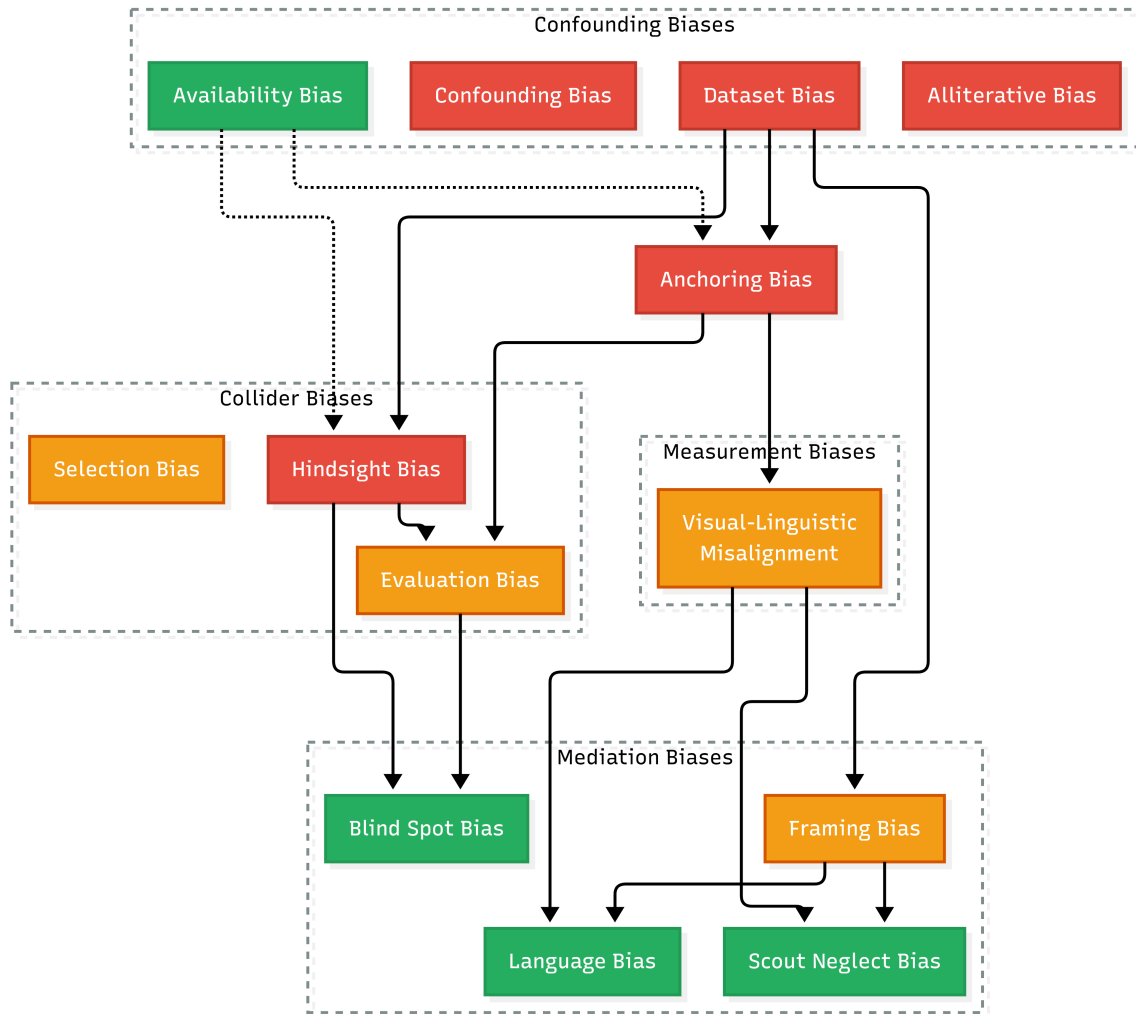 Confounding Biases
Availability Bias
Confounding Bias
Dataset Bias
Alliterative Bias
Anchoring Bias
Collider Biases
Selection Bias
Hindsight Bias
Measurement Biases
Visual-Linguistic
Misalignment
Evaluation Bias
Mediation Biases
Blind Spot Bias
Framing Bias
Language Bias
Scout Neglect Bias